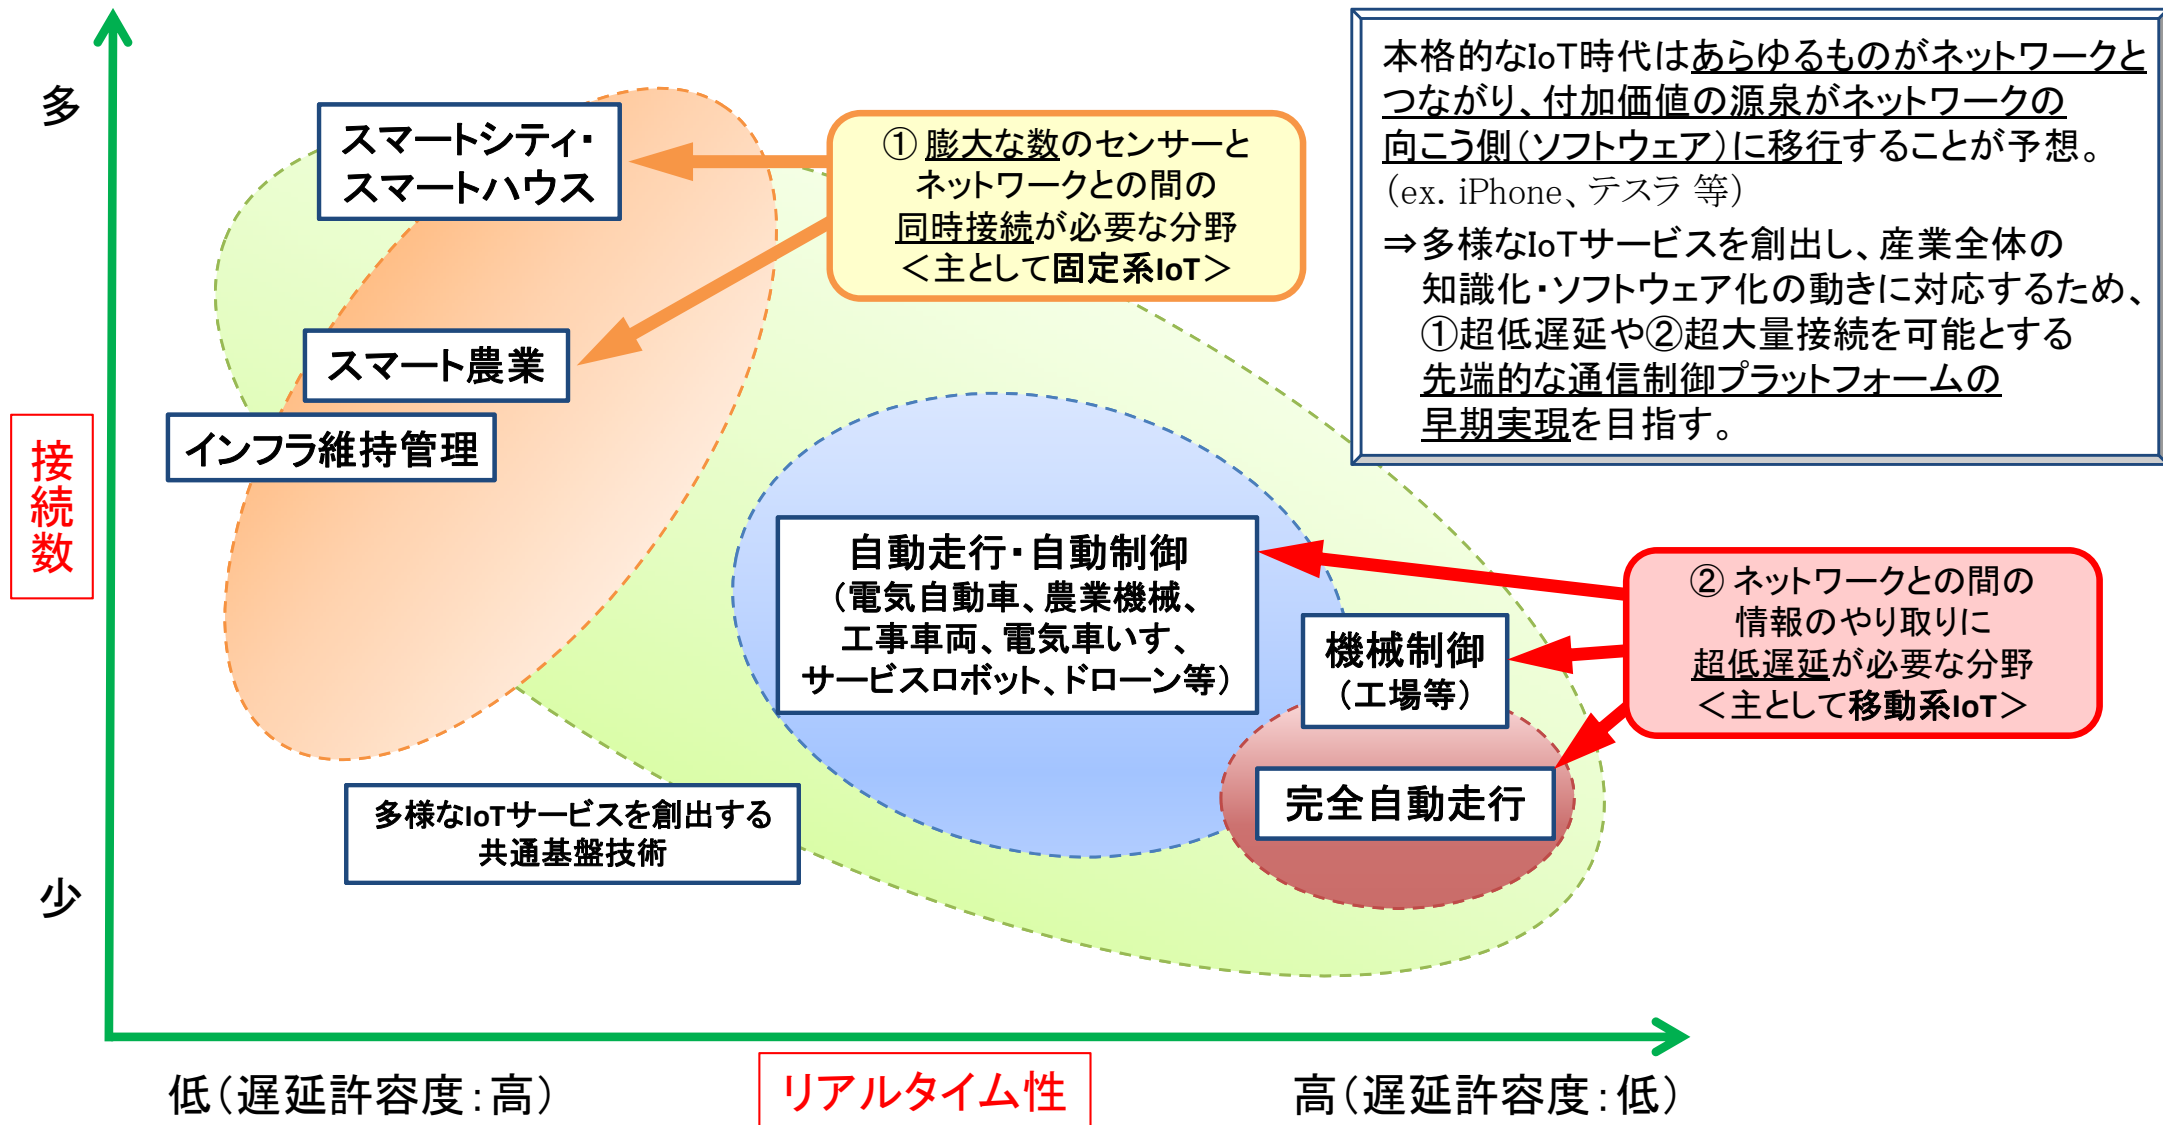 多
少
接続数
本格的なIoT時代はあらゆるものがネットワークと
つながり、付加価値の源泉がネットワークの
向こう側（ソフトウェア）に移行することが予想。
（ex. iPhone、テスラ 等）
⇒多様なIoTサービスを創出し、産業全体の
知識化・ソフトウェア化の動きに対応するため、
①超低遅延や②超大量接続を可能とする
先端的な通信制御プラットフォームの
早期実現を目指す。
スマートシティ・
スマートハウス
① 膨大な数のセンサーと
ネットワークとの間の
同時接続が必要な分野
＜主として固定系IoT＞
スマート農業
インフラ維持管理
自動走行・自動制御
（電気自動車、農業機械、
工事車両、電気車いす、
サービスロボット、ドローン等）
機械制御
（工場等）
② ネットワークとの間の
情報のやり取りに
超低遅延が必要な分野
＜主として移動系IoT＞
完全自動走行
多様なIoTサービスを創出する
共通基盤技術
低（遅延許容度：高）
リアルタイム性
高（遅延許容度：低）